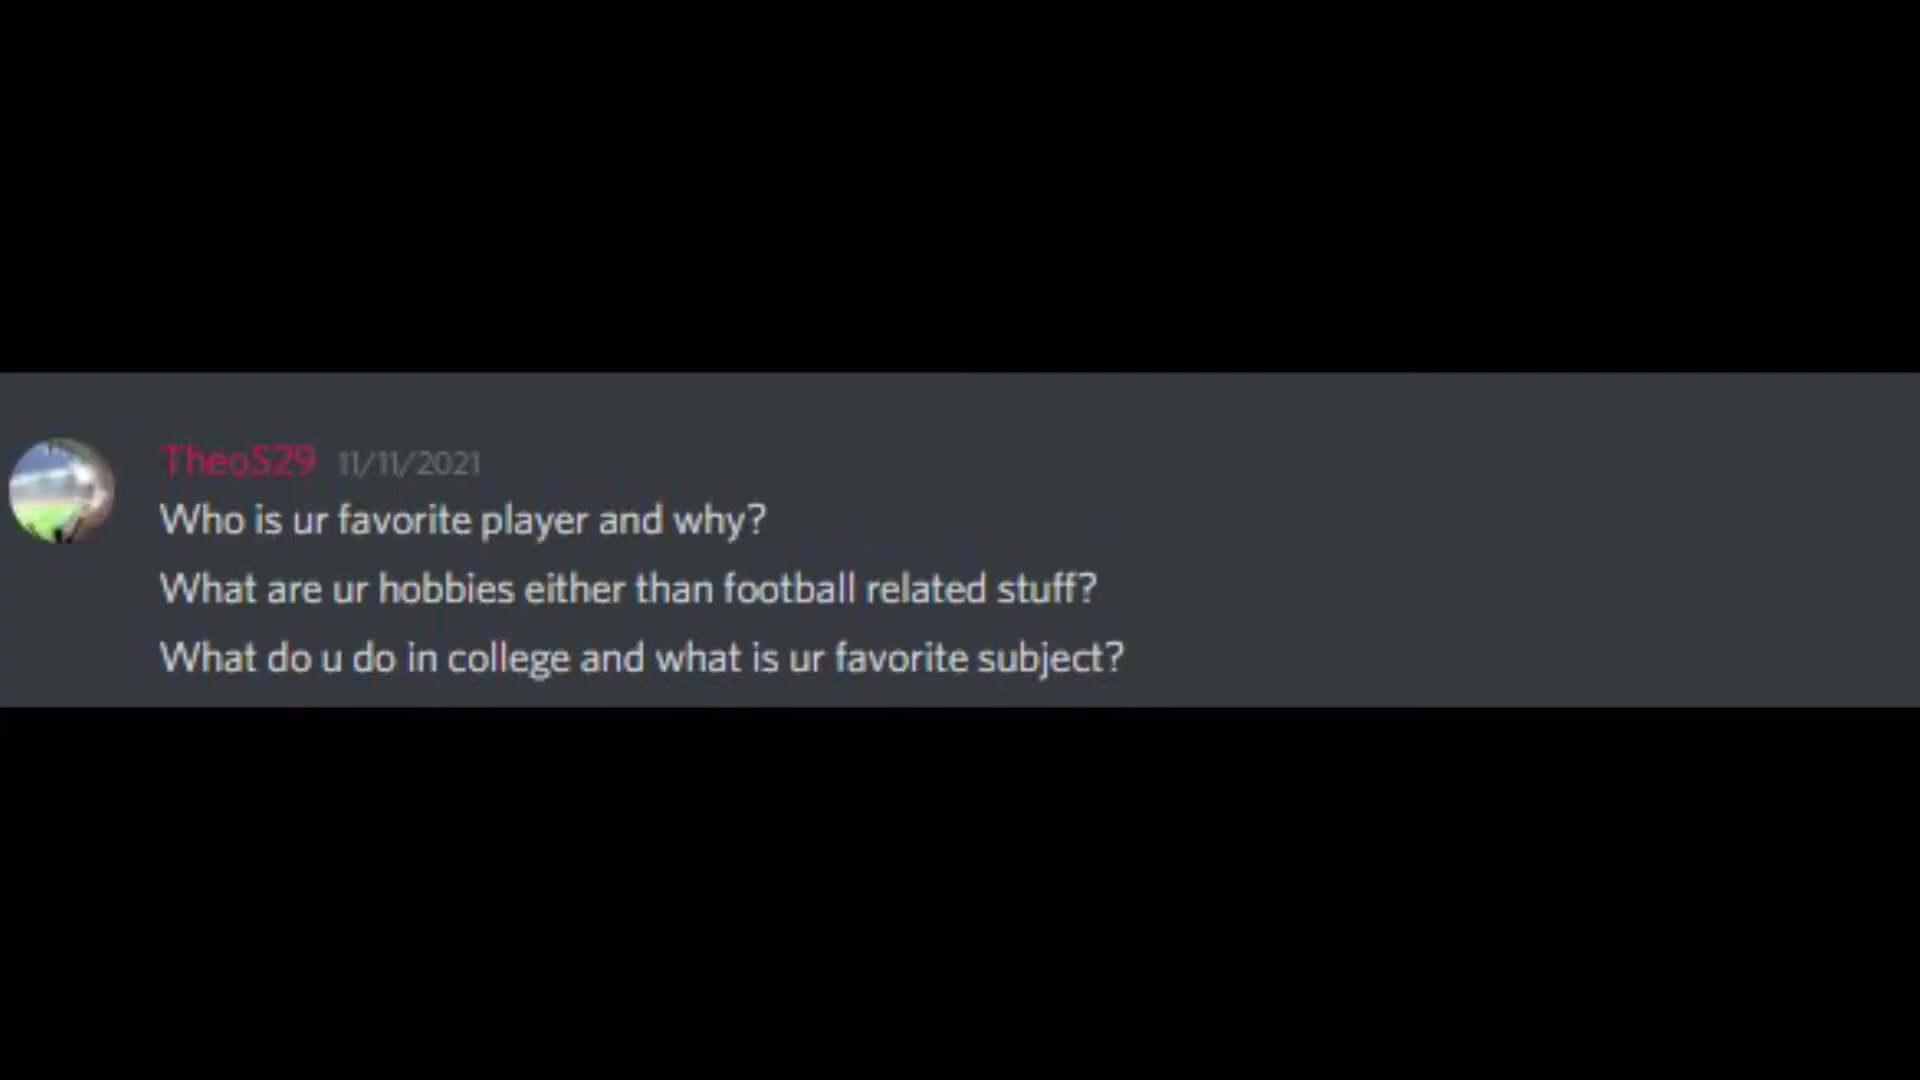 TheoS29 11/11/2021
Who is ur favorite player and why?
What are ur hobbies either than football related stuff?
What do u do in college and what is ur favorite subject?